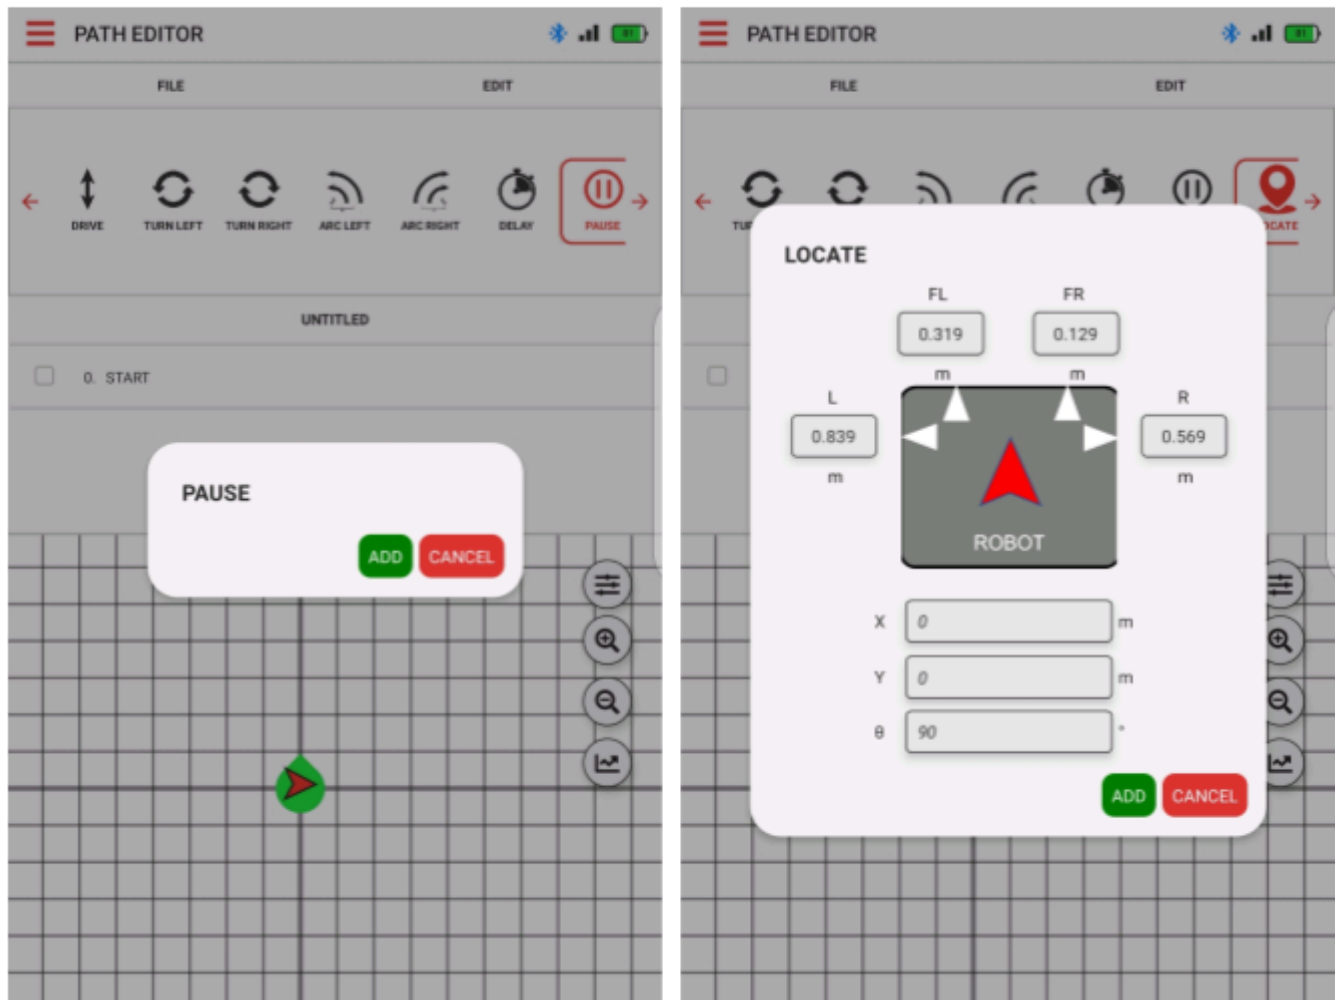 PATH EDITOR
FILE EDIT
DRIVE TURN LEFT TURN RIGHT ARC LEFT ARC RIGHT DELAY PAUSE
UNTITLED
0. START
PAUSE
ADD CANCEL
PATH EDITOR
FILE EDIT
LOCATE
FL FR
0.319 0.129
m m
L R
0.839 0.569
m m
ROBOT
X 0 m
Y 0 m
θ 90 °
ADD CANCEL